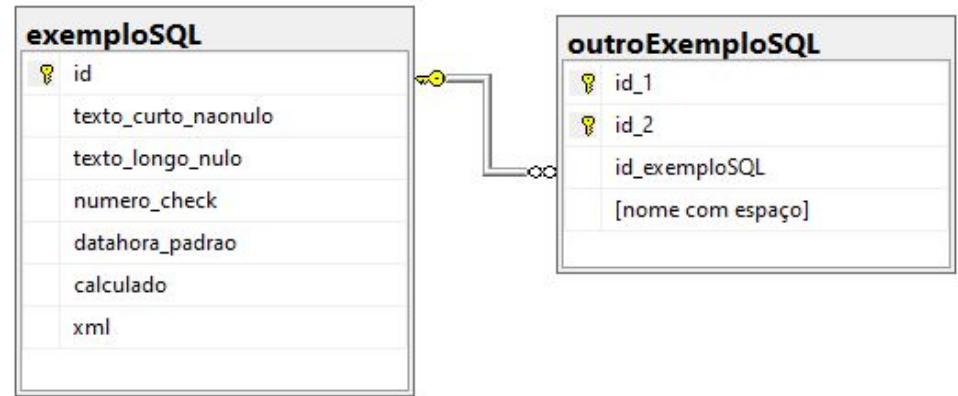 exemploSQL
id
texto_curto_naonulo
texto_longo_nulo
numero_check
datahora_padrao
calculado
xml
outroExemploSQL
id_1
id_2
id_exemploSQL
[nome com espaço]